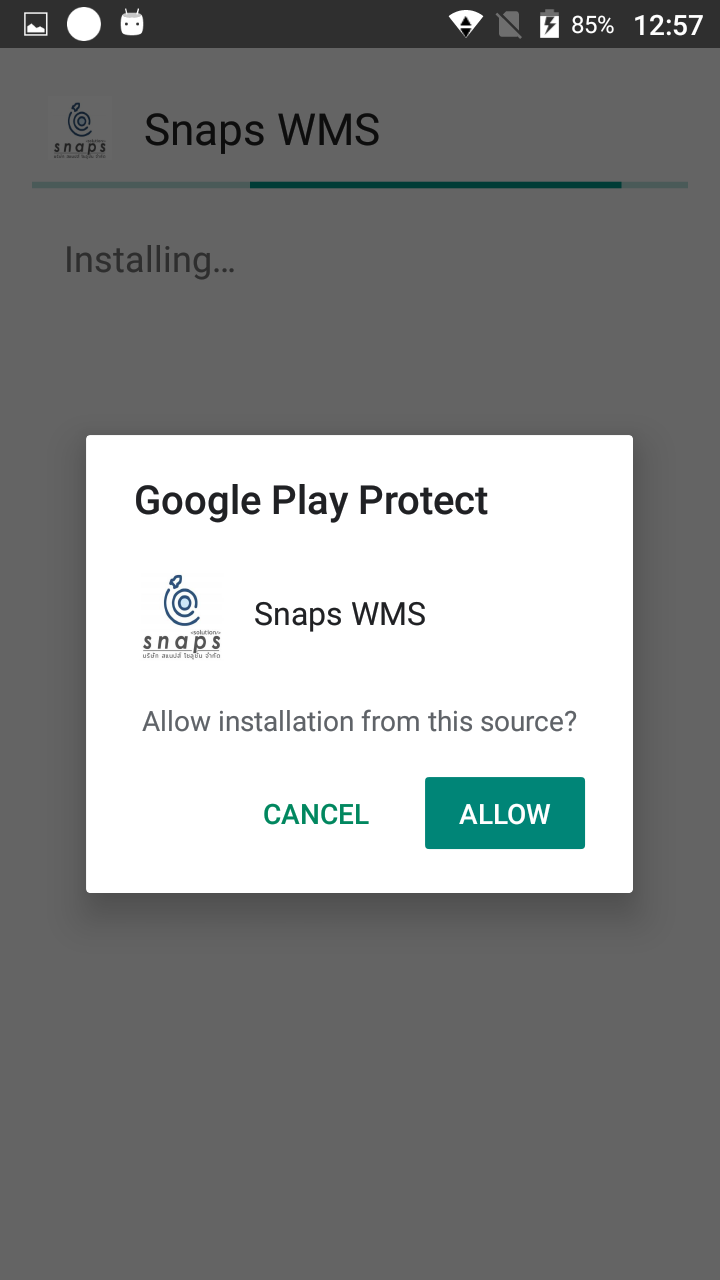 85% 12:57
snaps
Snaps WMS
Installing...
Google Play Protect
<solution/>
snaps
บริษัท สแนปส์ โซลูชั่น จำกัด
Snaps WMS
Allow installation from this source?
CANCEL ALLOW